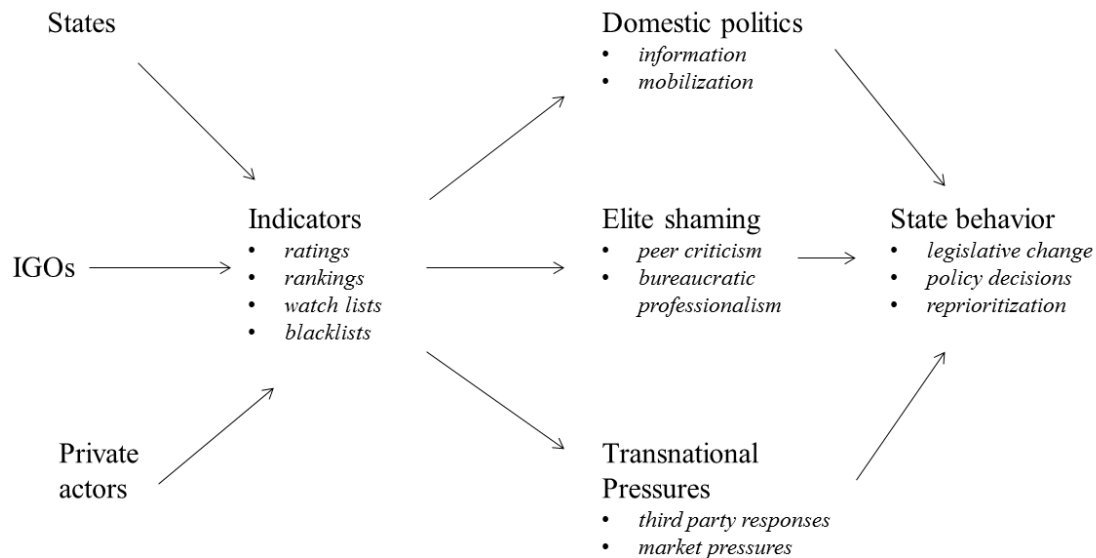 States
IGOs
Private
actors
Indicators
• ratings
• rankings
• watch lists
• blacklists
Domestic politics
• information
• mobilization
Elite shaming
• peer criticism
• bureaucratic
professionalism
Transnational
Pressures
• third party responses
• market pressures
State behavior
• legislative change
• policy decisions
• reprioritization